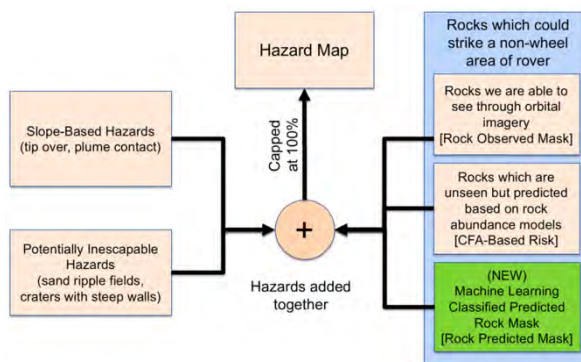 Hazard Map
Slope-Based Hazards
(tip over, plume contact)
Potentially Inescapable
Hazards
(sand ripple fields,
craters with steep walls)
Capped
at 100%
+
Hazards added
together
Rocks which could
strike a non-wheel
area of rover
Rocks we are able to
see through orbital
imagery
[Rock Observed Mask]
Rocks which are
unseen but predicted
based on rock
abundance models
[CFA-Based Risk]
(NEW)
Machine Learning
Classified Predicted
Rock Mask
[Rock Predicted Mask]